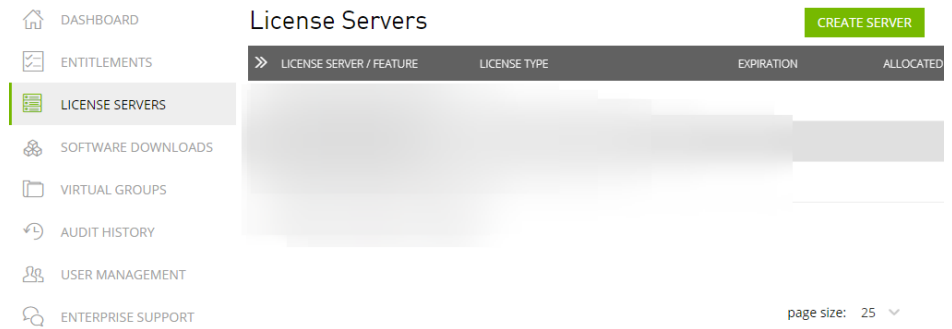 DASHBOARD
License Servers
CREATE SERVER
ENTITLEMENTS
LICENSE SERVER / FEATURE LICENSE TYPE EXPIRATION ALLOCATED
LICENSE SERVERS
SOFTWARE DOWNLOADS
VIRTUAL GROUPS
AUDIT HISTORY
USER MANAGEMENT
ENTERPRISE SUPPORT
page size: 25